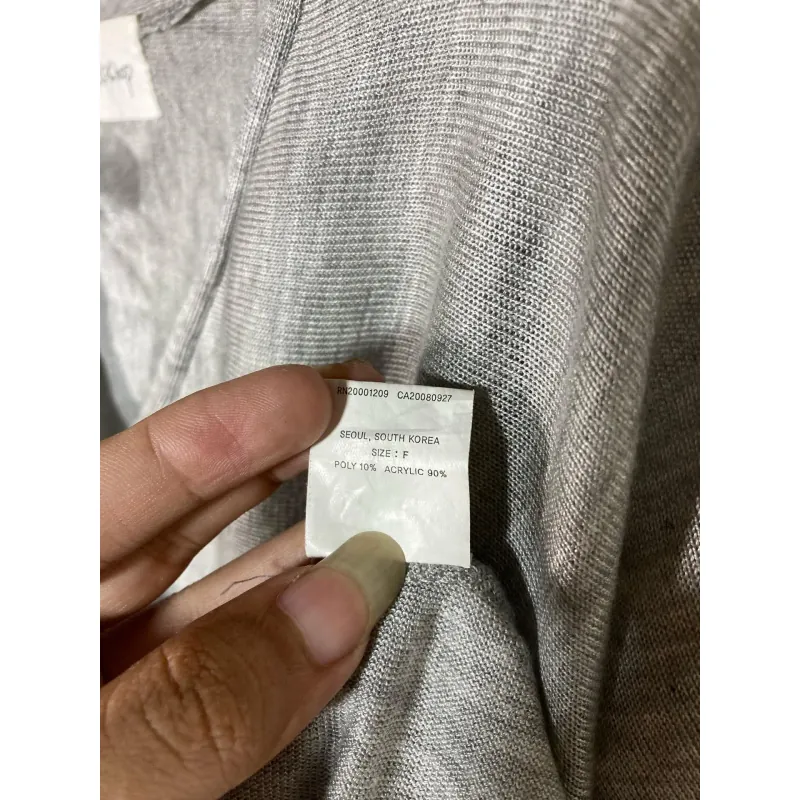 RN20001209 CA20080927
SEOUL, SOUTH KOREA
SIZE : F
POLY 10% ACRYLIC 90%